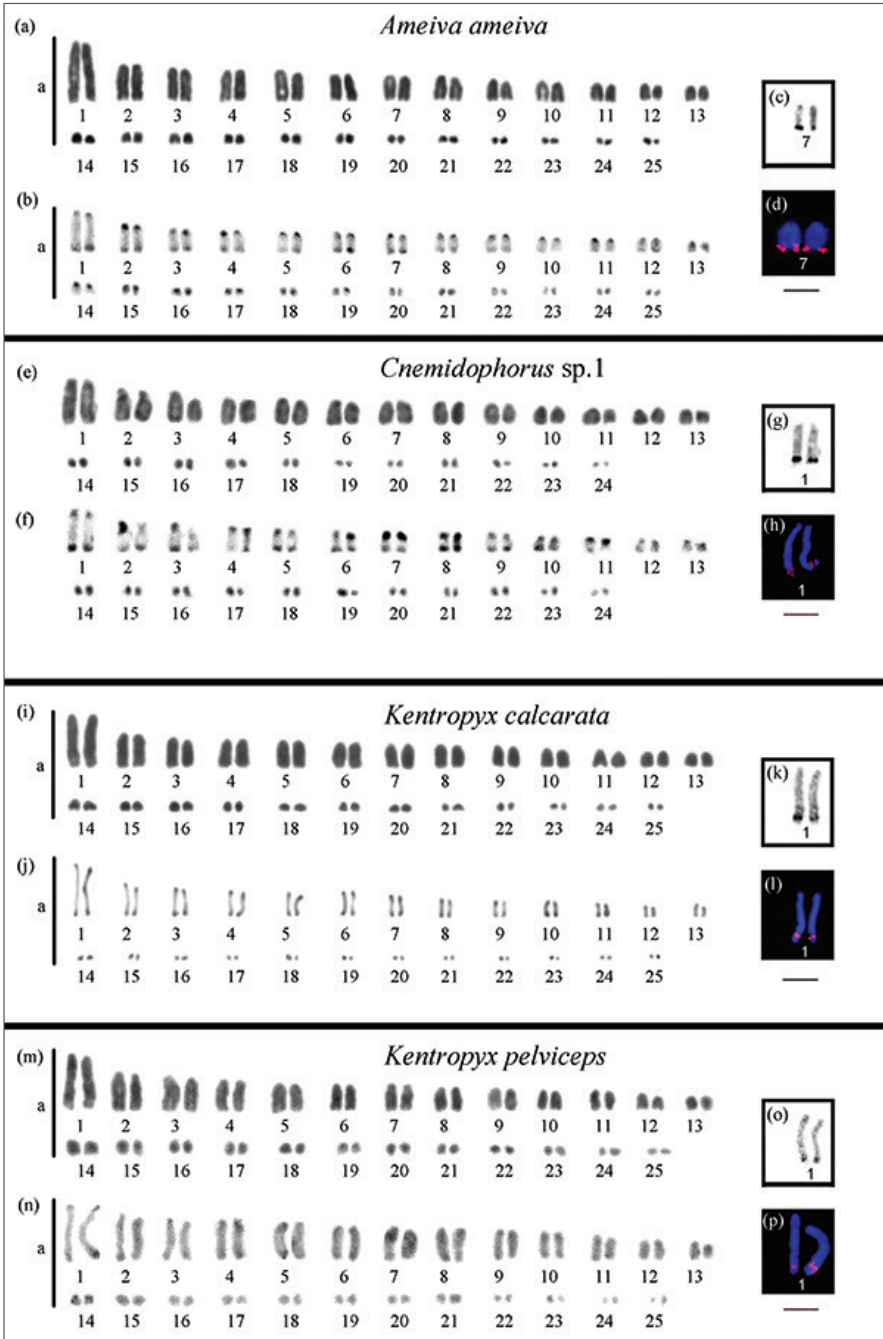 (a) Ameiva ameiva
a
1 2 3 4 5 6 7 8 9 10 11 12 13
14 15 16 17 18 19 20 21 22 23 24 25
(c)
7
(b)
a
1 2 3 4 5 6 7 8 9 10 11 12 13
14 15 16 17 18 19 20 21 22 23 24 25
(d)
7
(e) Cnemidophorus sp.1
1 2 3 4 5 6 7 8 9 10 11 12 13
14 15 16 17 18 19 20 21 22 23 24
(g)
1
(f)
a
1 2 3 4 5 6 7 8 9 10 11 12 13
14 15 16 17 18 19 20 21 22 23 24
(h)
1
(i) Kentropyx calcarata
a
1 2 3 4 5 6 7 8 9 10 11 12 13
14 15 16 17 18 19 20 21 22 23 24 25
(k)
1
(j)
a
1 2 3 4 5 6 7 8 9 10 11 12 13
14 15 16 17 18 19 20 21 22 23 24 25
(l)
1
(m) Kentropyx pelviceps
a
1 2 3 4 5 6 7 8 9 10 11 12 13
14 15 16 17 18 19 20 21 22 23 24 25
(o)
1
(n)
a
1 2 3 4 5 6 7 8 9 10 11 12 13
14 15 16 17 18 19 20 21 22 23 24 25
(p)
1